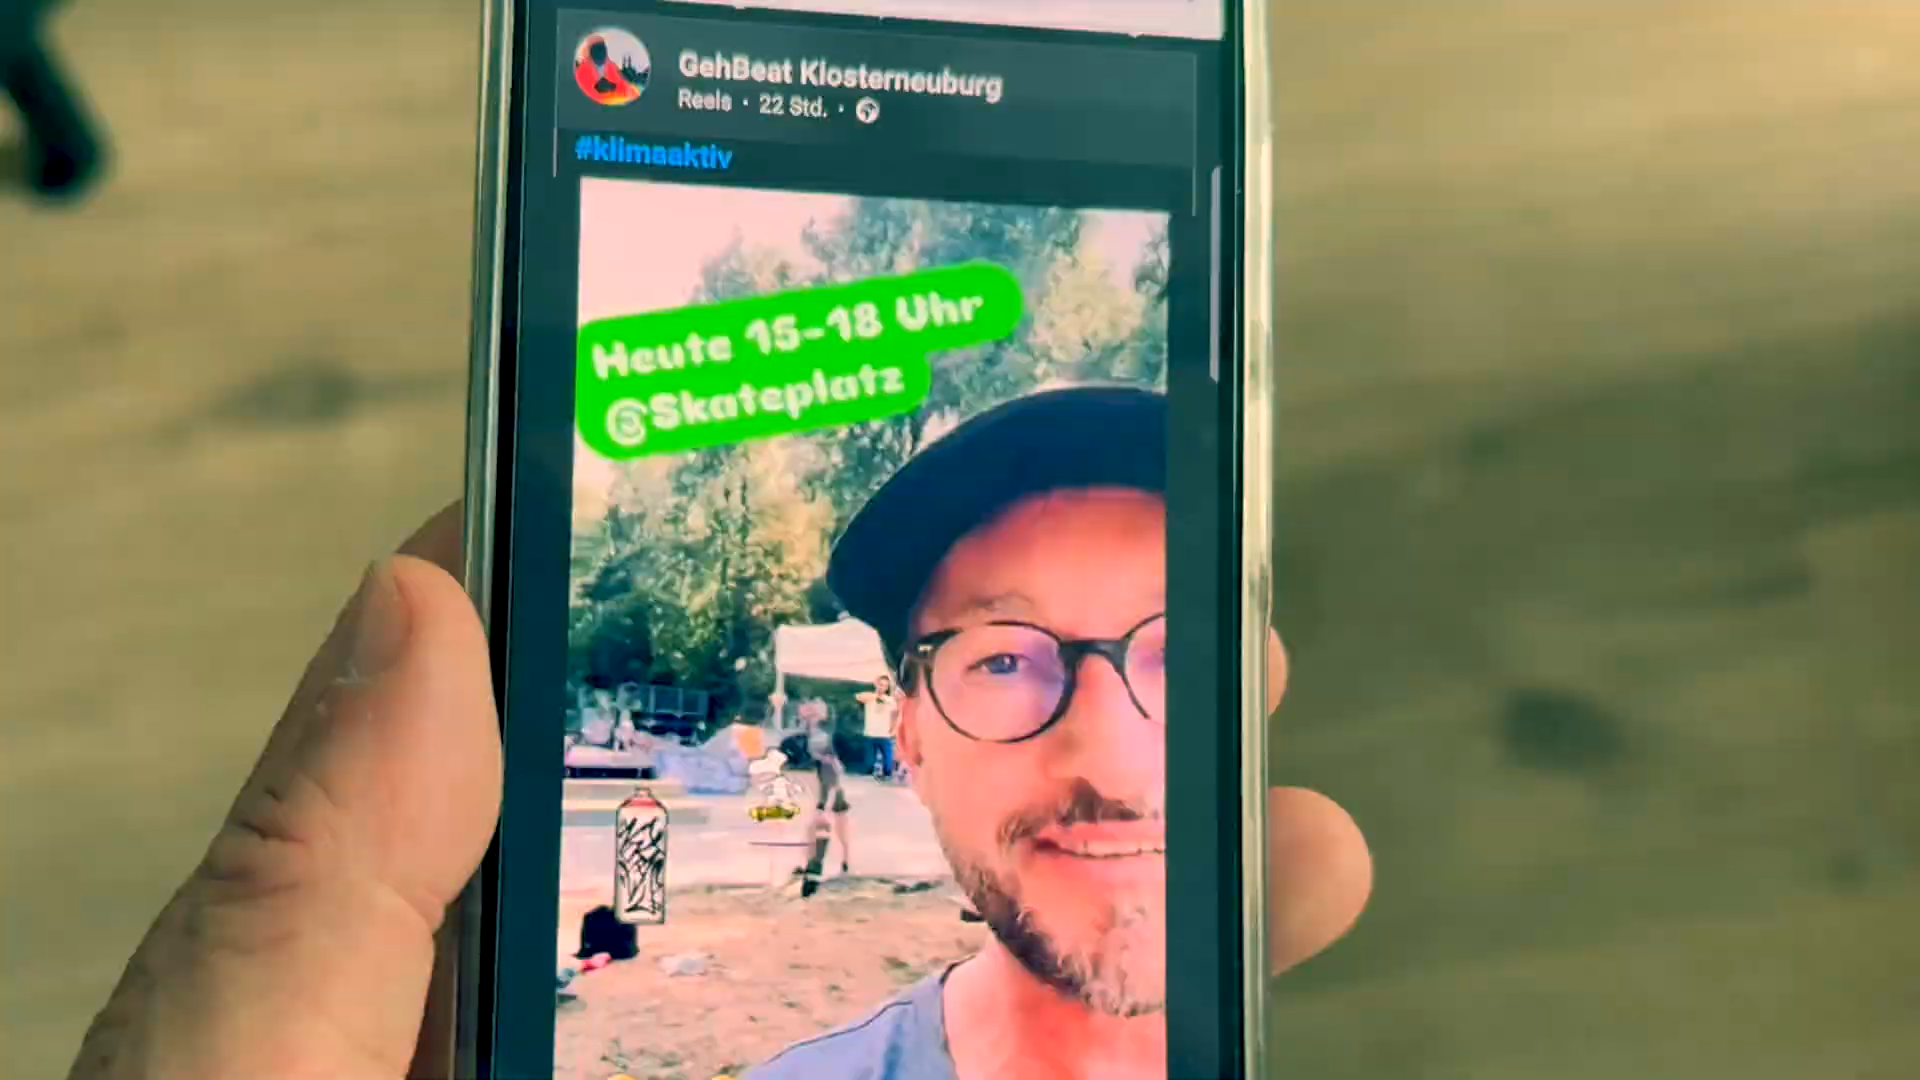 GehBeat Klosterneuburg
Reels · 22 Std. ·
#klimaaktiv
Heute 15-18 Uhr
@Skateplatz